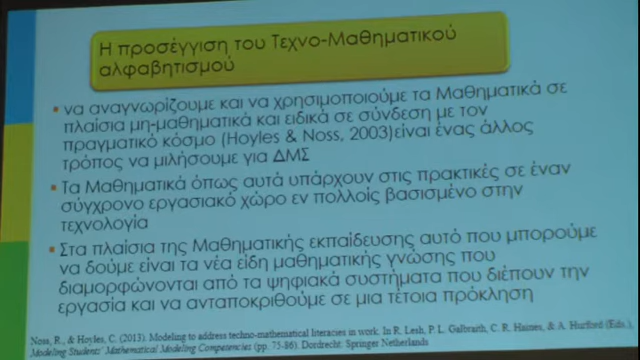 Η προσέγγιση του Τεχνο-Μαθηματικού
αλφαβητισμού
• να αναγνωρίζουμε και να χρησιμοποιούμε τα Μαθηματικά σε
πλαίσια μη-μαθηματικά και ειδικά σε σύνδεση με τον
πραγματικό κόσμο (Hoyles & Noss, 2003)είναι ένας άλλος
τρόπος να μιλήσουμε για ΔΜΣ
• Τα Μαθηματικά όπως αυτά υπάρχουν στις πρακτικές σε έναν
σύγχρονο εργασιακό χώρο εν πολλοίς βασισμένο στην
τεχνολογία
• Στα πλαίσια της Μαθηματικής εκπαίδευσης αυτό που μπορούμε
να δούμε είναι τα νέα είδη μαθηματικής γνώσης που
διαμορφώνονται από τα ψηφιακά συστήματα που διέπουν την
εργασία και να ανταποκριθούμε σε μια τέτοια πρόκληση
Noss, R., & Hoyles, C. (2013). Modeling to address techno-mathematical literacies in work. In R. Lesh, P. L. Galbraith, C. R. Haines, & A. Hurford (Eds.),
Modeling Students' Mathematical Modeling Competencies (pp. 75-86). Dordrecht: Springer Netherlands